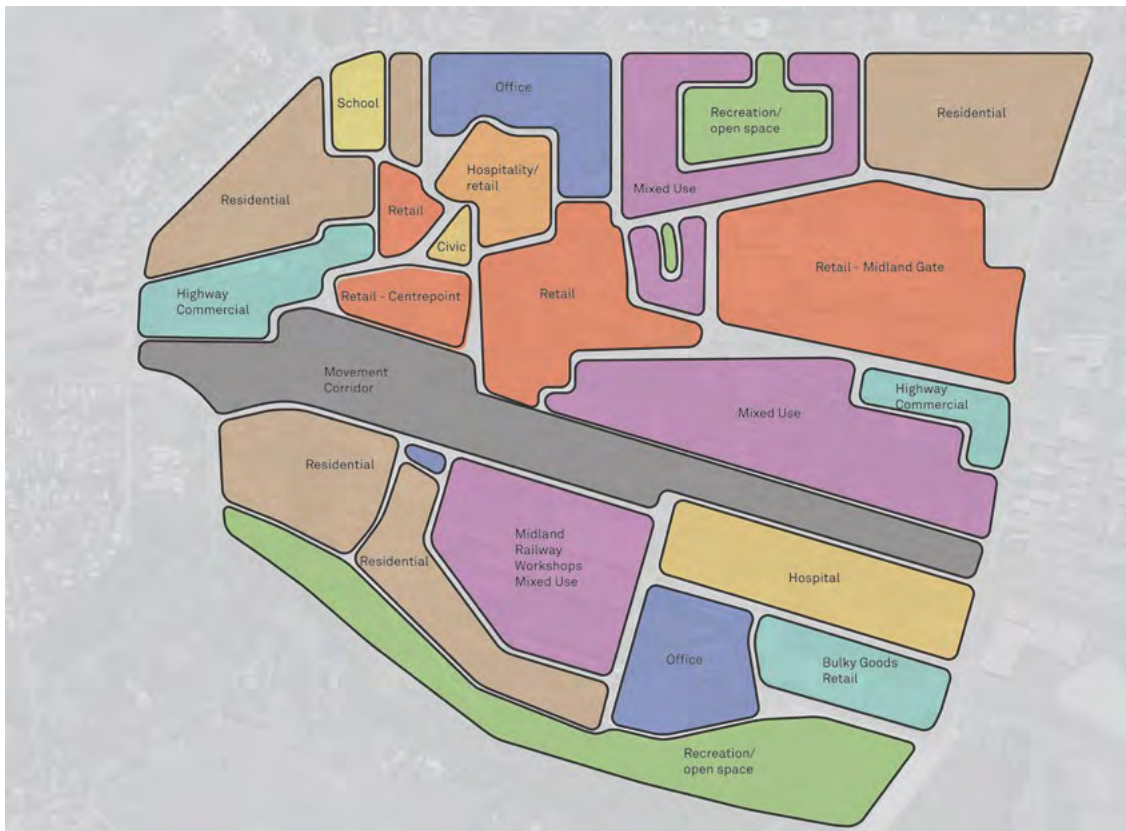 School
Office
Recreation/
open space
Residential
Hospitality/
retail
Residential
Mixed Use
Retail
Civic
Retail - Midland Gate
Highway
Commercial
Retail - Centrepoint
Retail
Movement
Corridor
Highway
Commercial
Mixed Use
Residential
Midland
Railway
Workshops
Mixed Use
Residential
Hospital
Office
Bulky Goods
Retail
Recreation/
open space